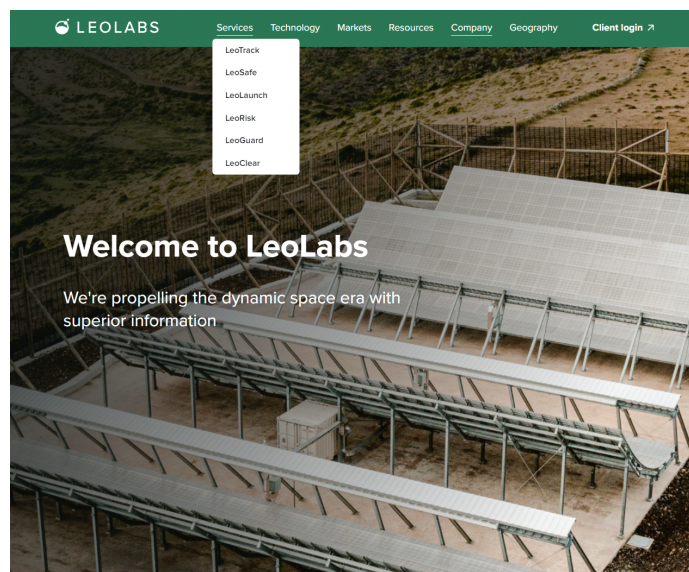 LEOLABS
Services Technology Markets Resources Company Geography Client login
LeoTrack
LeoSafe
LeoLaunch
LeoRisk
LeoGuard
LeoClear
Welcome to LeoLabs
We're propelling the dynamic space era with
superior information